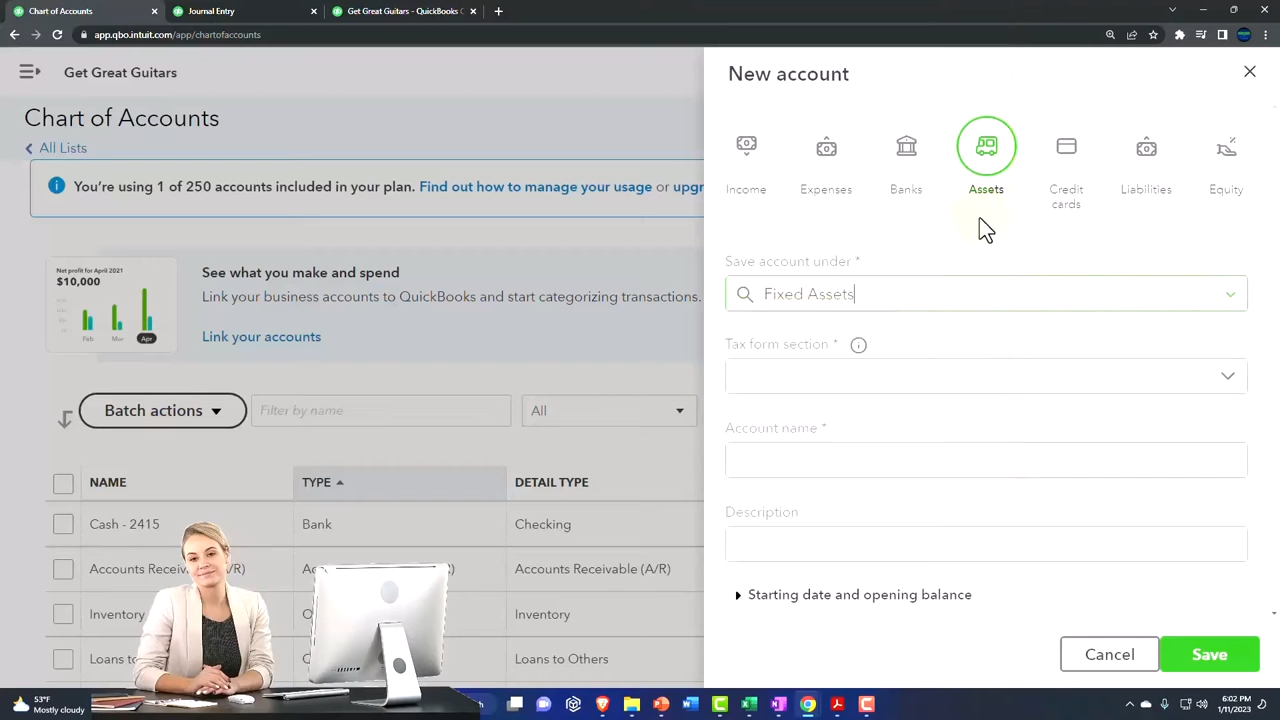 Chart of Accounts
Journal Entry
Get Great Guitars - QuickBooks C
app.qbo.intuit.com/app/chartofaccounts
Get Great Guitars
Chart of Accounts
All Lists
You're using 1 of 250 accounts included in your plan. Find out how to manage your usage or upgr
Net profit for April 2021
$10,000
Feb Mar Apr
See what you make and spend
Link your business accounts to QuickBooks and start categorizing transactions.
Link your accounts
Batch actions
Filter by name
All
NAME TYPE DETAIL TYPE
Cash - 2415 Bank Checking
Accounts Receiv (A/R) Ac ) Accounts Receivable (A/R)
Inventory Inventory
Loans to Loans to Others
New account
Income
Expenses
Banks
Assets
Credit
cards
Liabilities
Equity
Save account under *
Fixed Assets
Tax form section *
Account name *
Description
Starting date and opening balance
Cancel
Save
53°F
Mostly cloudy
6:02 PM
1/11/2023